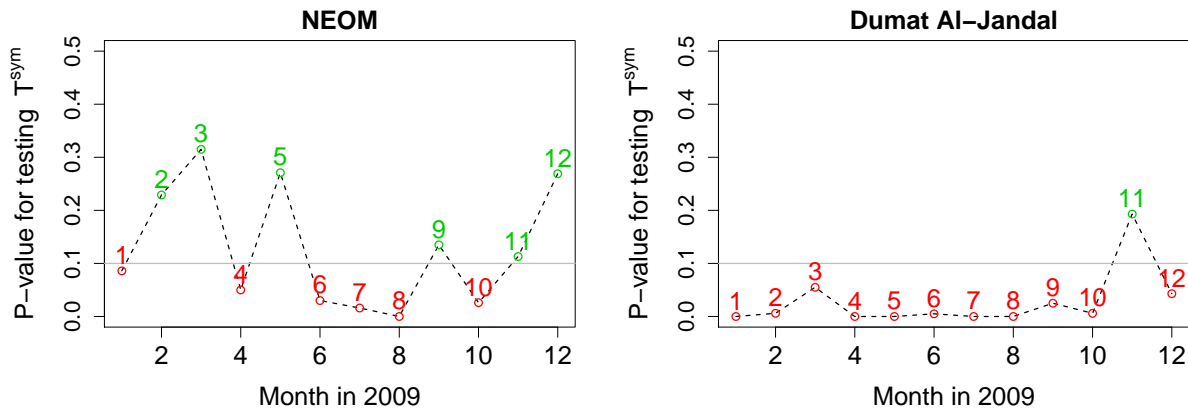 NEOM
P−value for testing T^sym
0.0 0.1 0.2 0.3 0.4 0.5
1 2 3 4 5 6 7 8 9 10 11 12
2 4 6 8 10 12
Month in 2009
Dumat Al−Jandal
P−value for testing T^sym
0.0 0.1 0.2 0.3 0.4 0.5
1 2 3 4 5 6 7 8 9 10 11 12
2 4 6 8 10 12
Month in 2009